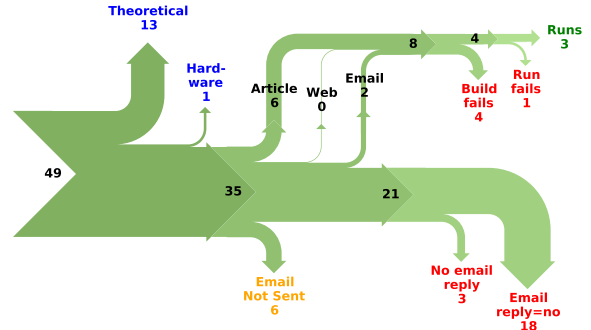 Theoretical
13
Hard-
ware
1
Article
6
Web
0
Email
2
8
4
Runs
3
Build
fails
4
Run
fails
1
49
35
21
Email
Not Sent
6
No email
reply
3
Email
reply=no
18